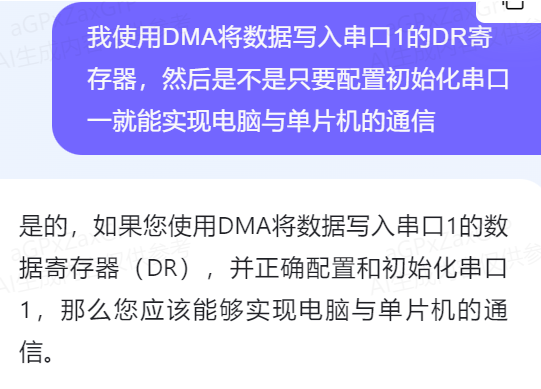 我使用DMA将数据写入串口1的DR寄
存器，然后是不是只要配置初始化串口
一就能实现电脑与单片机的通信
是的，如果您使用DMA将数据写入串口1的数
据寄存器（DR），并正确配置和初始化串口
1，那么您应该能够实现电脑与单片机的通
信。